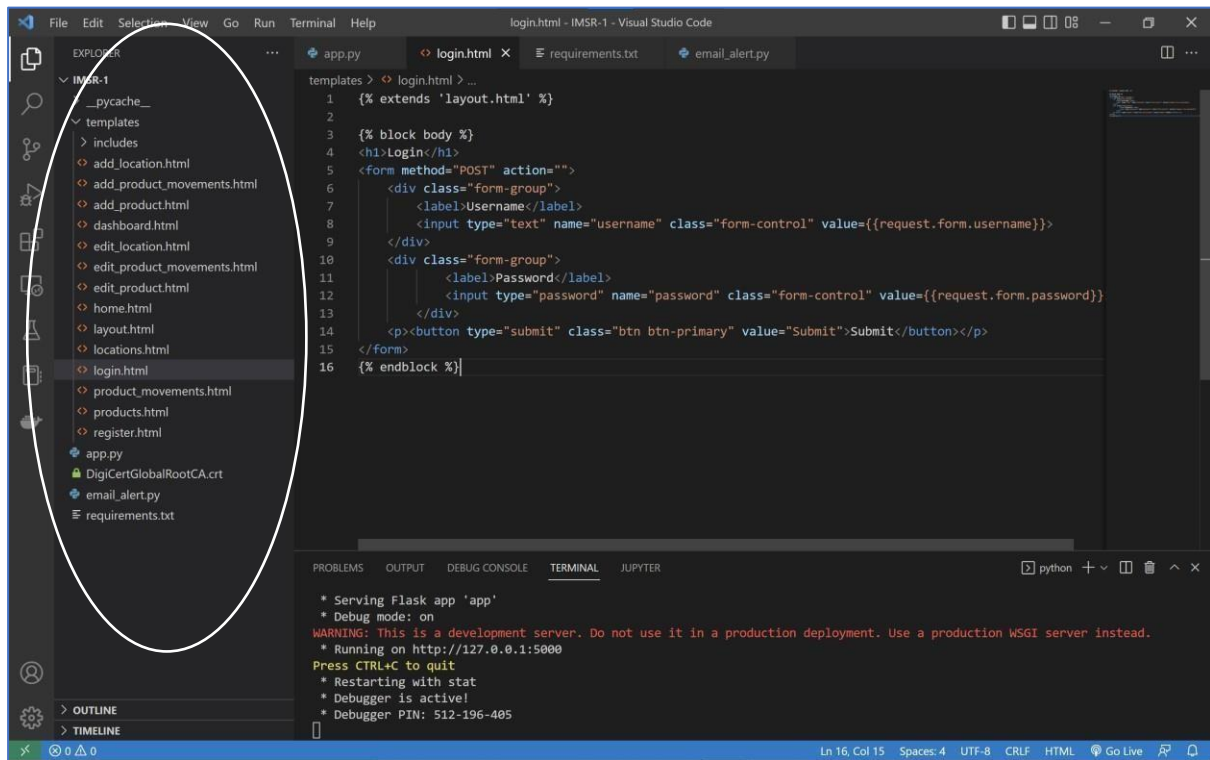 File Edit Selection View Go Run Terminal Help login.html - IMSR-1 - Visual Studio Code
EXPLORER
IMSR-1
__pycache__
templates
includes
add_location.html
add_product_movements.html
add_product.html
dashboard.html
edit_location.html
edit_product_movements.html
edit_product.html
home.html
layout.html
locations.html
login.html
product_movements.html
products.html
register.html
app.py
DigiCertGlobalRootCA.crt
email_alert.py
requirements.txt
OUTLINE
TIMELINE
app.py login.html requirements.txt email_alert.py
templates > login.html > ...
1 {% extends 'layout.html' %}
2
3 {% block body %}
4 <h1>Login</h1>
5 <form method="POST" action="">
6 <div class="form-group">
7 <label>Username</label>
8 <input type="text" name="username" class="form-control" value={{request.form.username}}>
9 </div>
10 <div class="form-group">
11 <label>Password</label>
12 <input type="password" name="password" class="form-control" value={{request.form.password}}
13 </div>
14 <p><button type="submit" class="btn btn-primary" value="Submit">Submit</button></p>
15 </form>
16 {% endblock %}
PROBLEMS OUTPUT DEBUG CONSOLE TERMINAL JUPYTER python
* Serving Flask app 'app'
* Debug mode: on
WARNING: This is a development server. Do not use it in a production deployment. Use a production WSGI server instead.
* Running on http://127.0.0.1:5000
Press CTRL+C to quit
* Restarting with stat
* Debugger is active!
* Debugger PIN: 512-196-405
0 0 Ln 16, Col 15 Spaces: 4 UTF-8 CRLF HTML Go Live